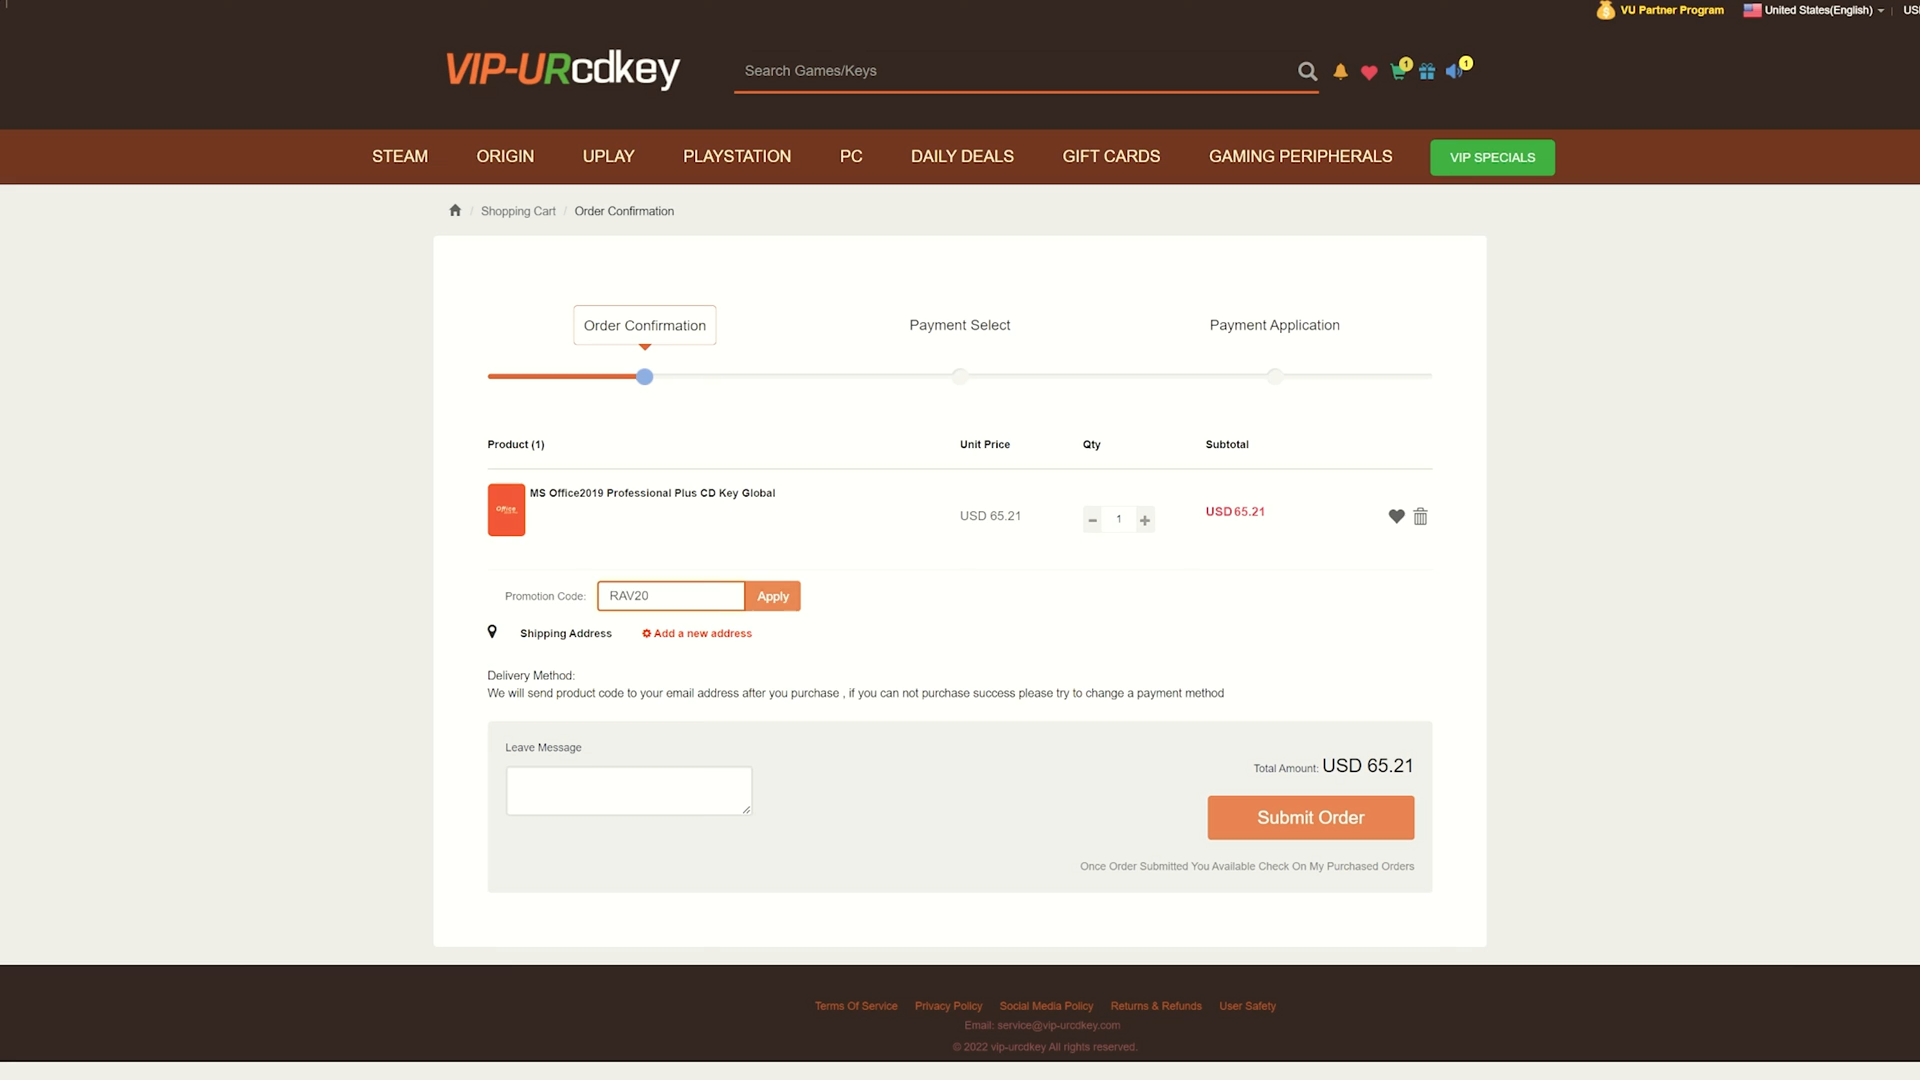 VU Partner Program
United States(English)
VIP-URcdkey
Search Games/Keys
1
1
STEAM
ORIGIN
UPLAY
PLAYSTATION
PC
DAILY DEALS
GIFT CARDS
GAMING PERIPHERALS
VIP SPECIALS
/ Shopping Cart / Order Confirmation
Order Confirmation
Payment Select
Payment Application
Product (1)
Unit Price
Qty
Subtotal
MS Office2019 Professional Plus CD Key Global
Office
USD 65.21
- 1 +
USD 65.21
Promotion Code:
RAV20
Apply
Shipping Address
Add a new address
Delivery Method:
We will send product code to your email address after you purchase , if you can not purchase success please try to change a payment method
Leave Message
Total Amount: USD 65.21
Submit Order
Once Order Submitted You Available Check On My Purchased Orders
Terms Of Service
Privacy Policy
Social Media Policy
Returns & Refunds
User Safety
Email: service@vip-urcdkey.com
© 2022 vip-urcdkey All rights reserved.